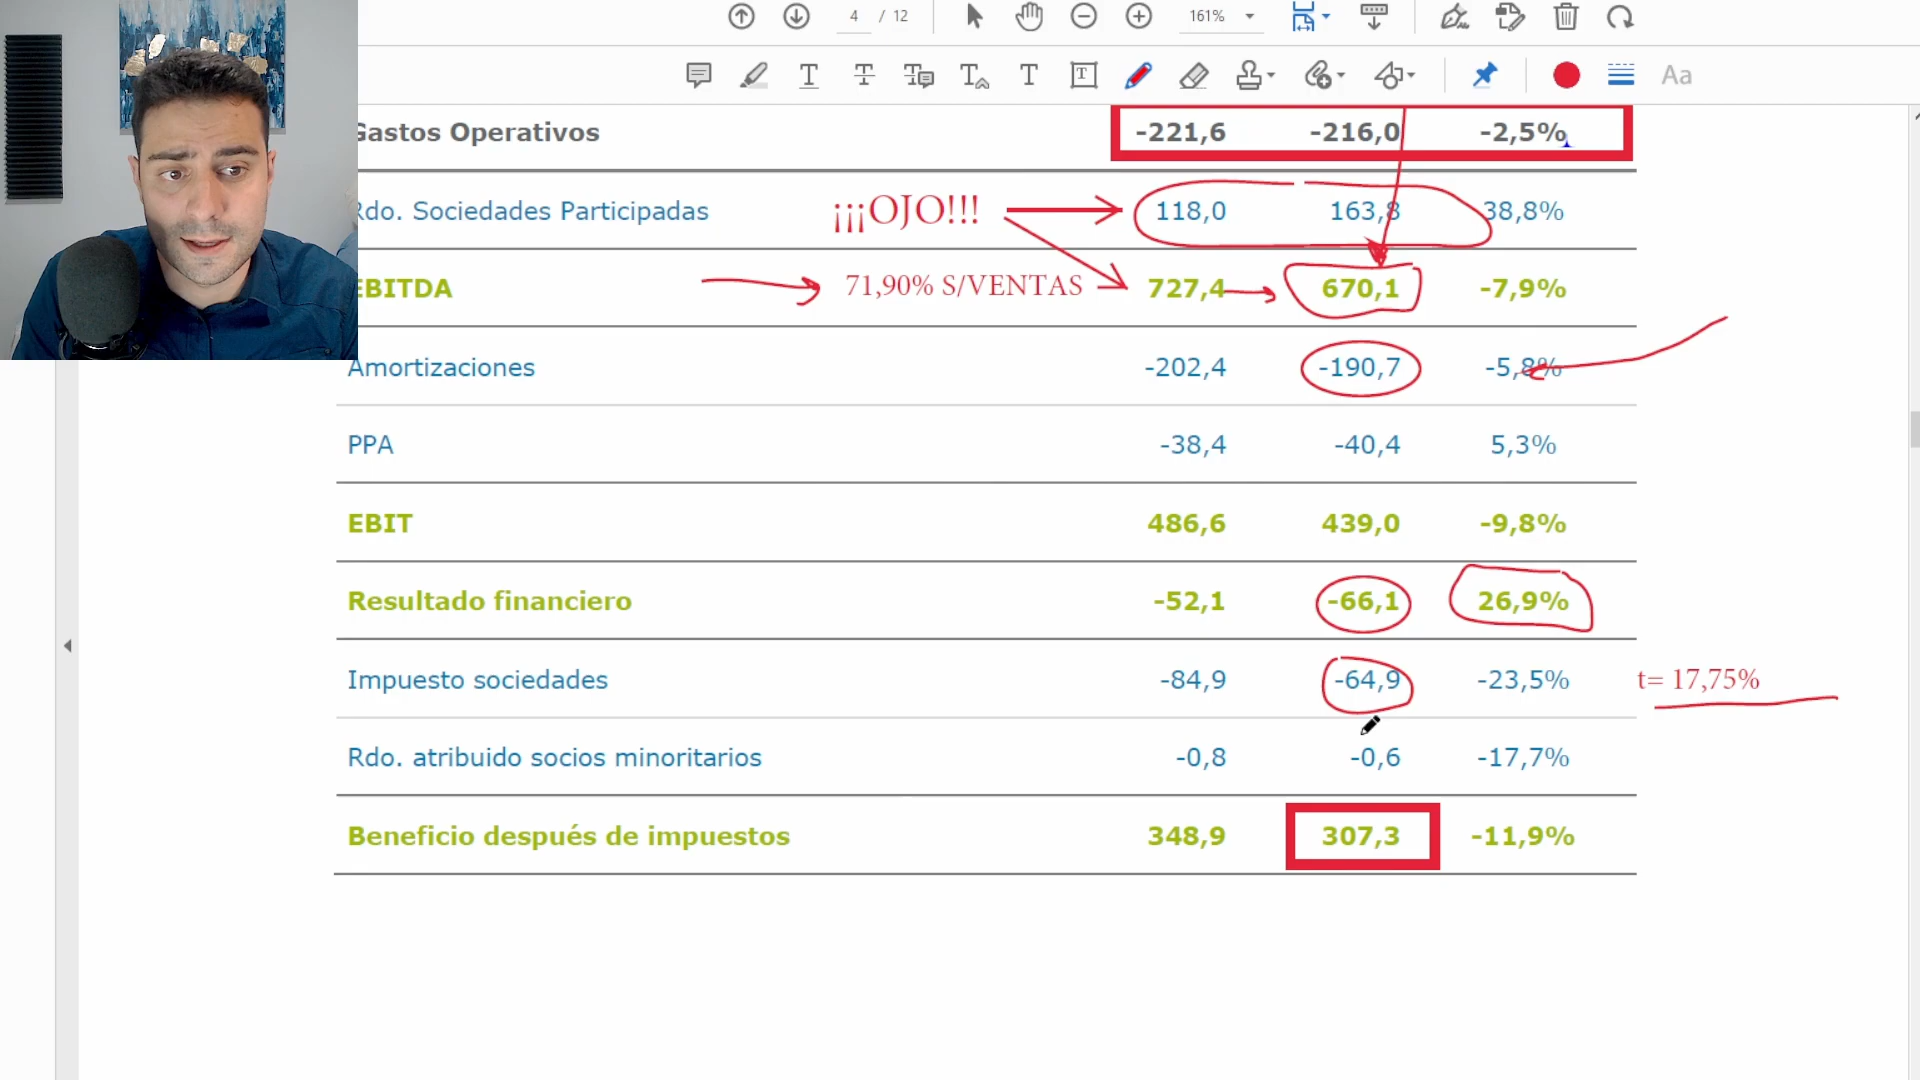 4 / 12 161%
Aa
Gastos Operativos -221,6 -216,0 -2,5%
Rdo. Sociedades Participadas ¡¡¡OJO!!! 118,0 163,8 38,8%
EBITDA 71,90% S/VENTAS 727,4 670,1 -7,9%
Amortizaciones -202,4 -190,7 -5,8%
PPA -38,4 -40,4 5,3%
EBIT 486,6 439,0 -9,8%
Resultado financiero -52,1 -66,1 26,9%
Impuesto sociedades -84,9 -64,9 -23,5% t= 17,75%
Rdo. atribuido socios minoritarios -0,8 -0,6 -17,7%
Beneficio después de impuestos 348,9 307,3 -11,9%